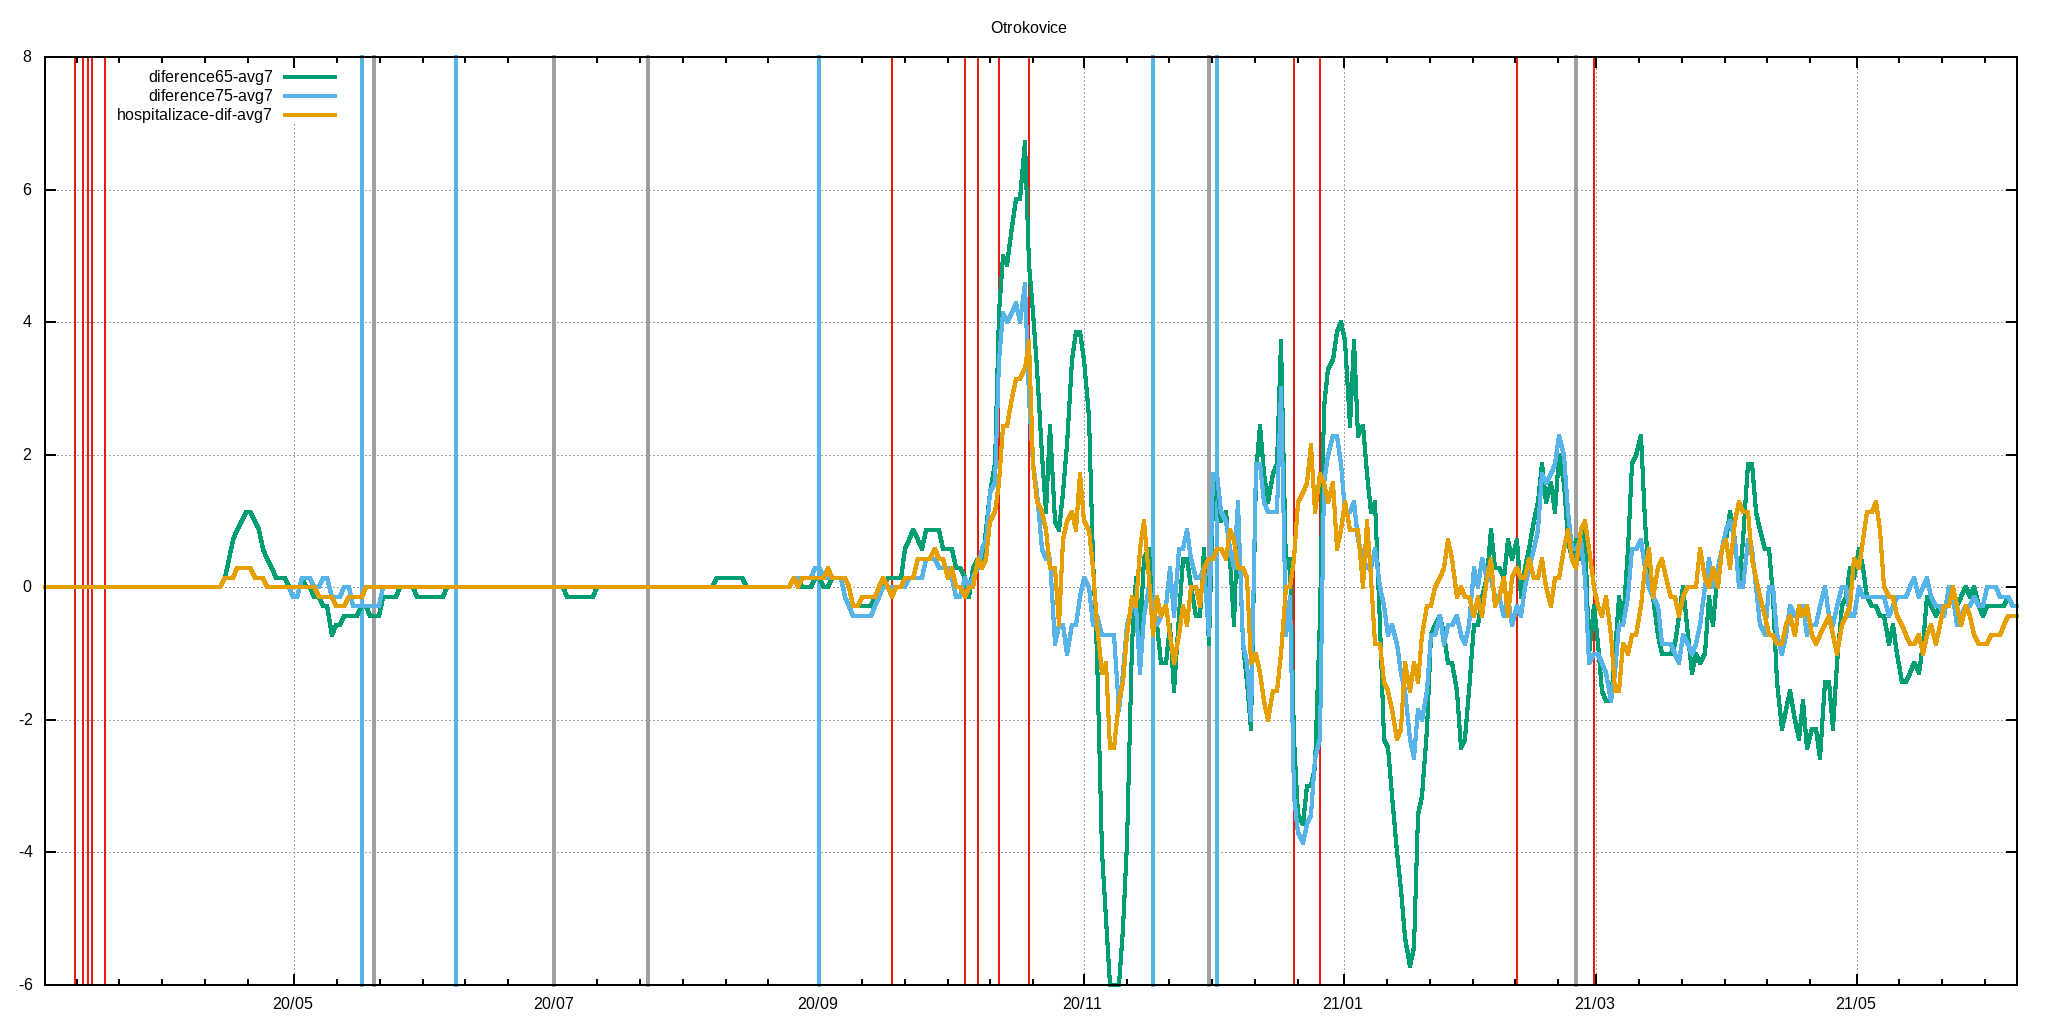 Otrokovice
8
diference65-avg7
diference75-avg7
hospitalizace-dif-avg7
6
4
2
0
-2
-4
-6
20/05 20/07 20/09 20/11 21/01 21/03 21/05